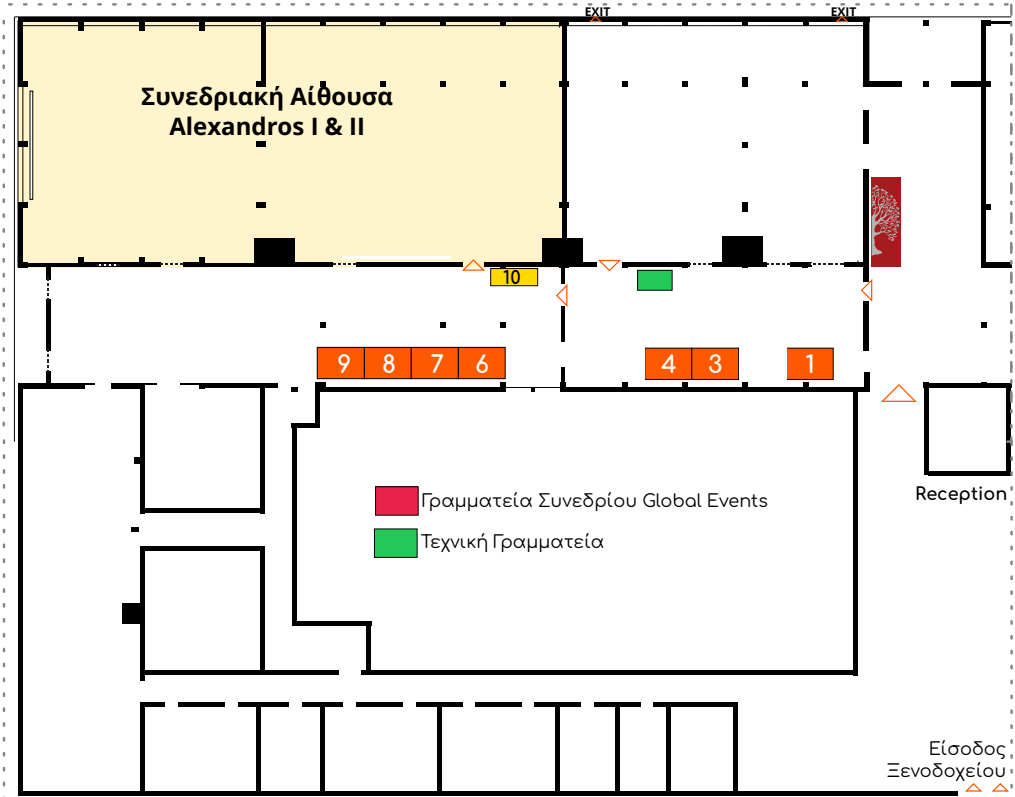 EXIT
EXIT
Συνεδριακή Αίθουσα
Alexandros I & II
10
9
8
7
6
4
3
1
Γραμματεία Συνεδρίου Global Events
Τεχνική Γραμματεία
Reception
Είσοδος
Ξενοδοχείου